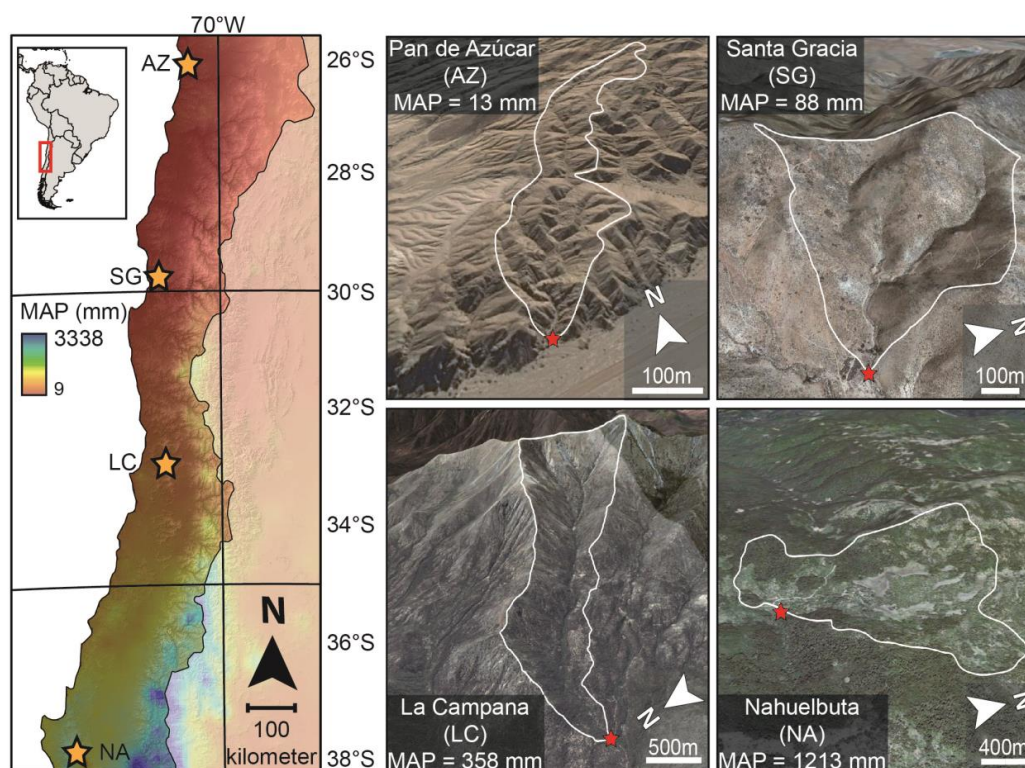 70°W
AZ
26°S
28°S
SG
30°S
MAP (mm)
3338
9
32°S
LC
34°S
N
36°S
100
kilometer
NA
38°S
Pan de Azúcar
(AZ)
MAP = 13 mm
N
100m
Santa Gracia
(SG)
MAP = 88 mm
N
100m
La Campana
(LC)
MAP = 358 mm
N
500m
Nahuelbuta
(NA)
MAP = 1213 mm
N
400m